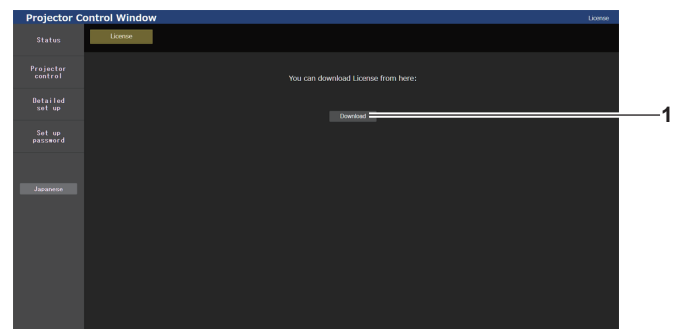 Projector Control Window
License
Status
License
Projector
control
You can download License from here:
Detailed
set up
Download
1
Set up
password
Japanese